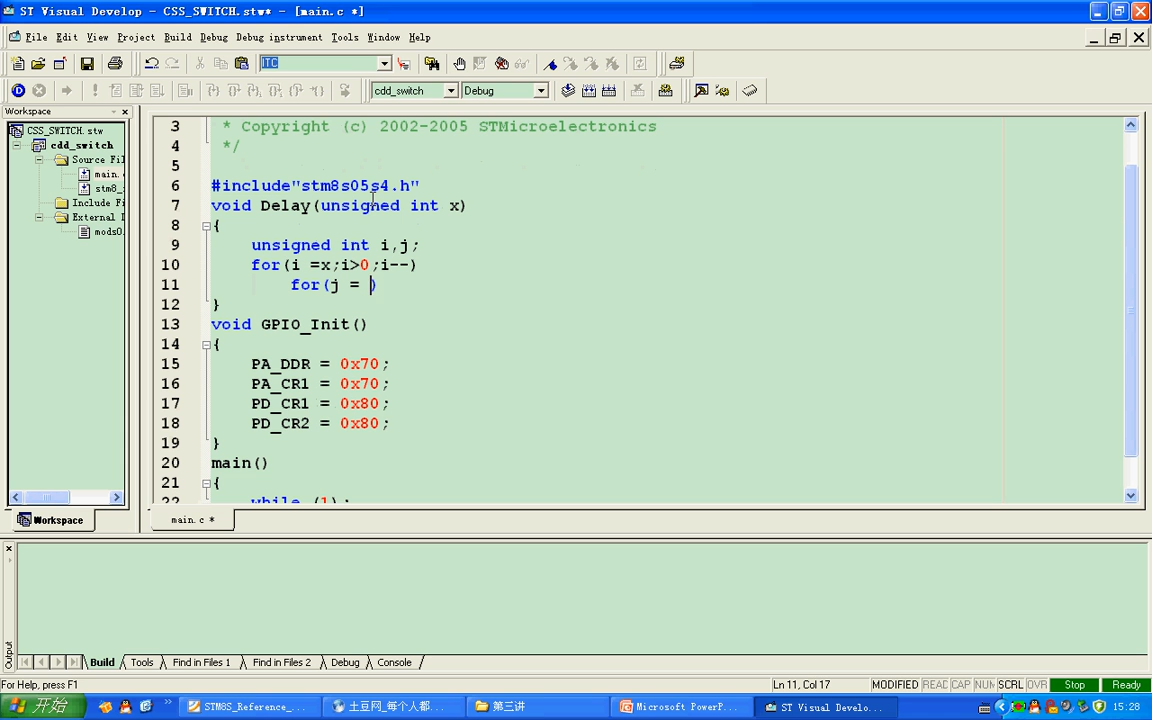 ST Visual Develop - CSS_SWITCH.stw* - [main.c *]
File Edit View Project Build Debug Debug instrument Tools Window Help
ITC
cdd_switch Debug
Workspace
CSS_SWITCH.stw
cdd_switch
Source Fil
main.
stm8_
Include Fi
External D
mods0.
Workspace
3 * Copyright (c) 2002-2005 STMicroelectronics
4 */
5
6 #include"stm8s05s4.h"
7 void Delay(unsigned int x)
8 {
9 unsigned int i,j;
10 for(i =x;i>0;i--)
11 for(j = )
12 }
13 void GPIO_Init()
14 {
15 PA_DDR = 0x70;
16 PA_CR1 = 0x70;
17 PD_CR1 = 0x80;
18 PD_CR2 = 0x80;
19 }
20 main()
21 {
22 while (1);
main.c *
Output
Build Tools Find in Files 1 Find in Files 2 Debug Console
For Help, press F1
Ln 11, Col 17 MODIFIED READ CAP NUM SCRL OVR Stop Ready
开始 STM8S_Reference_... 土豆网_每个人都... 第三讲 Microsoft PowerP... ST Visual Develo... 15:28